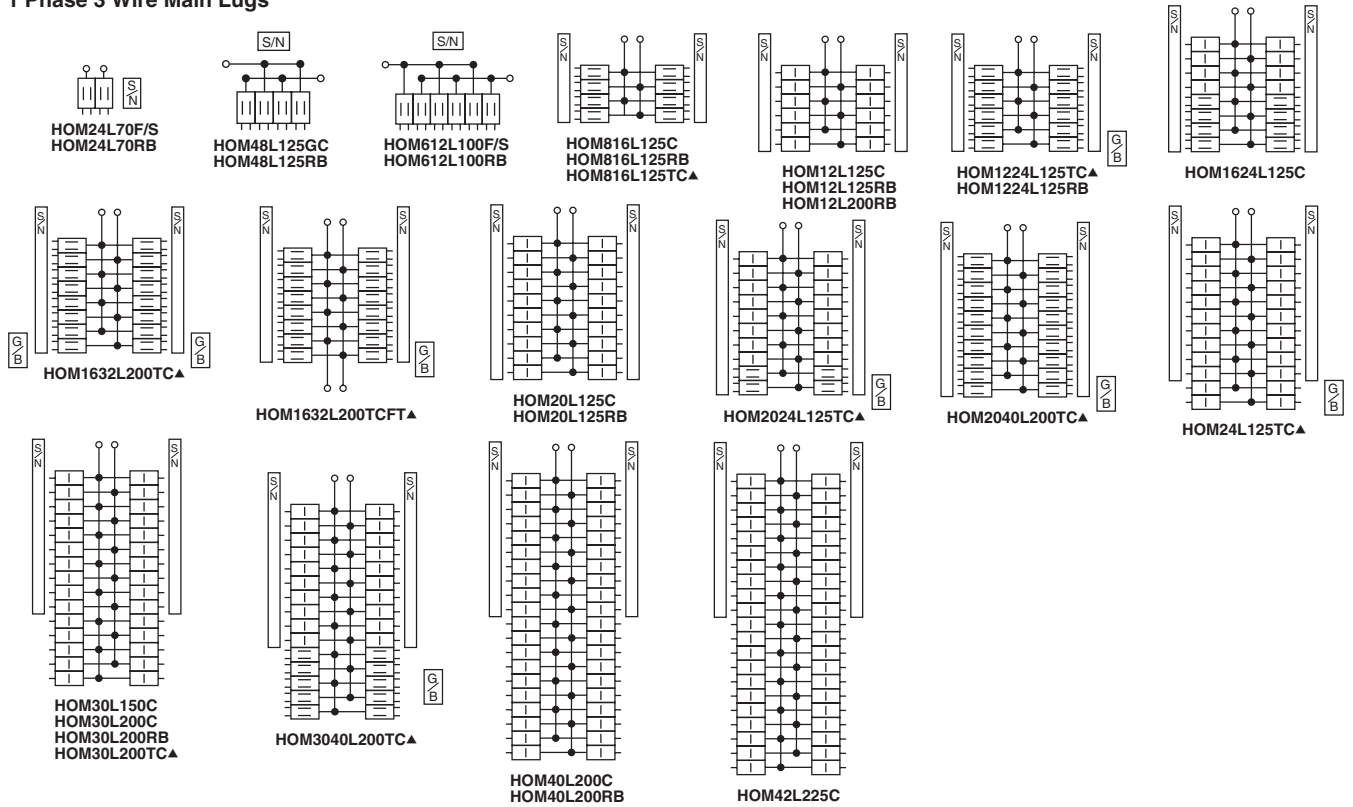 1 Phase 3 Wire Main Lugs
S/N
HOM24L70F/S
HOM24L70RB
S/N
HOM48L125GC
HOM48L125RB
S/N
HOM612L100F/S
HOM612L100RB
S/N
S/N
HOM816L125C
HOM816L125RB
HOM816L125TC▲
S/N
S/N
HOM12L125C
HOM12L125RB
HOM12L200RB
S/N
S/N
G/B
HOM1224L125TC▲
HOM1224L125RB
S/N
S/N
HOM1624L125C
S/N
S/N
G/B
G/B
HOM1632L200TC▲
S/N
S/N
G/B
HOM1632L200TCFT▲
S/N
S/N
HOM20L125C
HOM20L125RB
S/N
S/N
G/B
HOM2024L125TC▲
S/N
S/N
G/B
HOM2040L200TC▲
S/N
S/N
G/B
HOM24L125TC▲
S/N
S/N
HOM30L150C
HOM30L200C
HOM30L200RB
HOM30L200TC▲
S/N
S/N
G/B
HOM3040L200TC▲
S/N
S/N
HOM40L200C
HOM40L200RB
S/N
S/N
HOM42L225C